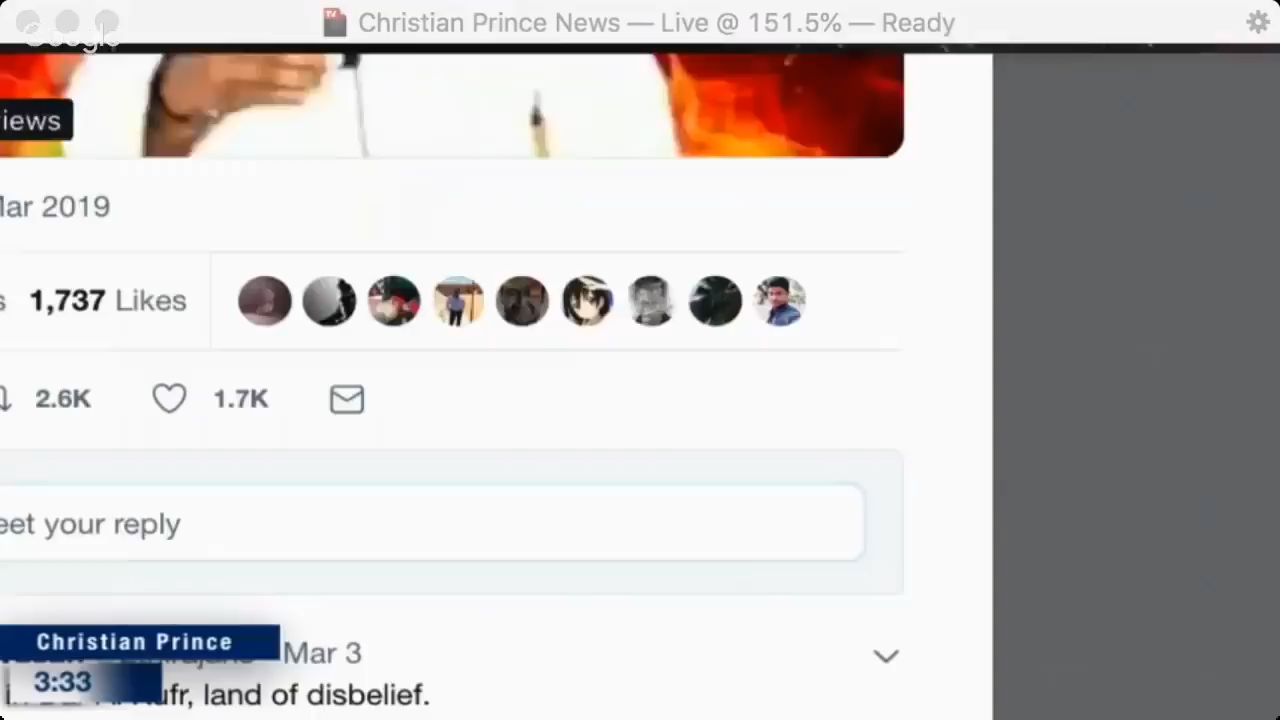 Christian Prince News — Live @ 151.5% — Ready
Google
iews
Mar 2019
s 1,737 Likes
2.6K 1.7K
eet your reply
Christian Prince
Mar 3
3:33
ufr, land of disbelief.